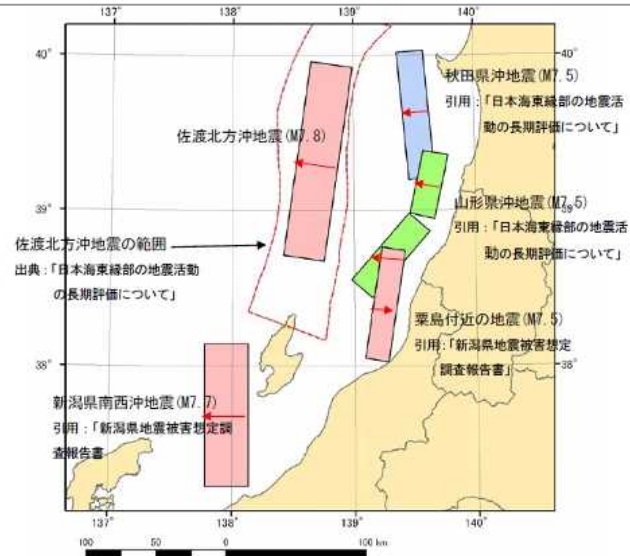 137°
138°
139°
140°
40°
40°
秋田県沖地震(M7.5)
引用：「日本海東縁部の地震活
動の長期評価について」
佐渡北方沖地震(M7.8)
39°
39°
山形県沖地震(M7.5)
引用：「日本海東縁部の地震活
動の長期評価について」
佐渡北方沖地震の範囲
出典：「日本海東縁部の地震活動
の長期評価について」
粟島付近の地震(M7.5)
引用：「新潟県地震被害想定
調査報告書」
38°
38°
新潟県南西沖地震(M7.7)
引用：「新潟県地震被害想定調
査報告書
137°
138°
139°
140°
100
50
0
100 km